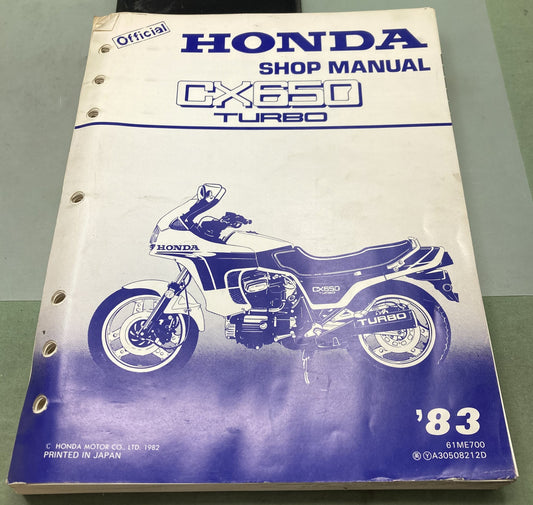 Official
HONDA
SHOP MANUAL
CX650
TURBO
HONDA
CX650
TURBO
TURBO
'83
© HONDA MOTOR CO., LTD. 1982
PRINTED IN JAPAN
61ME700
Ⓨ A30508212D